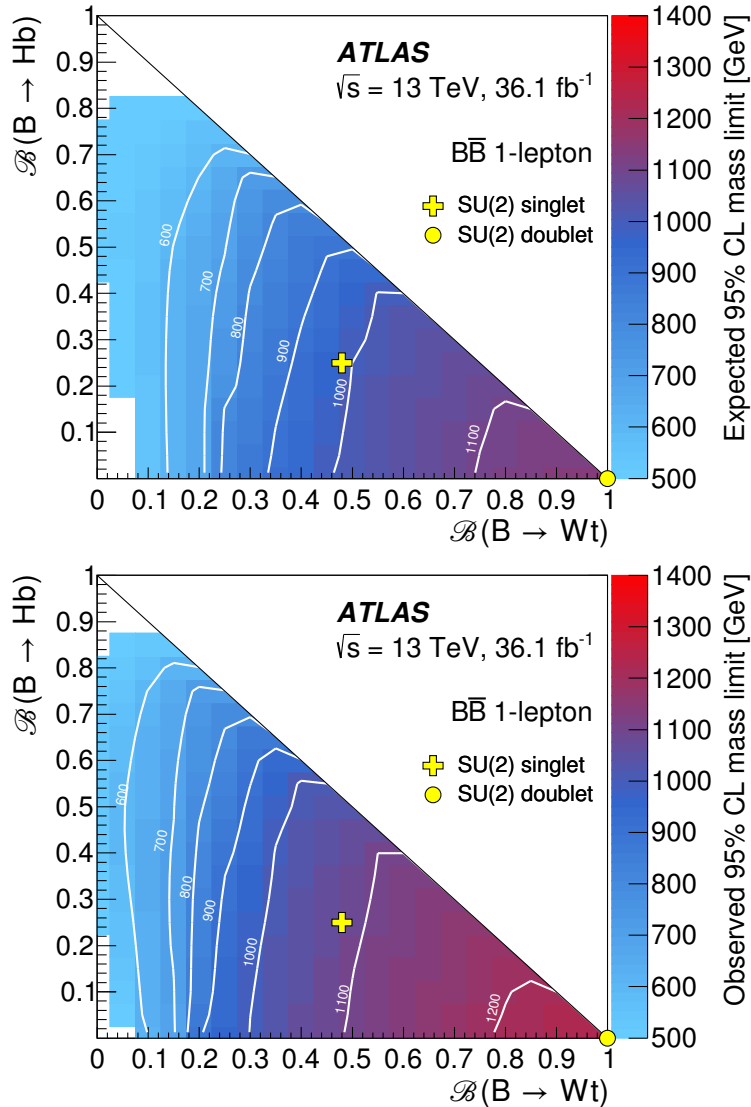 ATLAS
√s = 13 TeV, 36.1 fb⁻¹
BB̅ 1-lepton
SU(2) singlet
SU(2) doublet
ℬ(B → Hb)
1
0.9
0.8
0.7
0.6
0.5
0.4
0.3
0.2
0.1
600
700
800
900
1000
1100
0 0.1 0.2 0.3 0.4 0.5 0.6 0.7 0.8 0.9 1
ℬ(B → Wt)
1400
1300
1200
1100
1000
900
800
700
600
500
Expected 95% CL mass limit [GeV]
ATLAS
√s = 13 TeV, 36.1 fb⁻¹
BB̅ 1-lepton
SU(2) singlet
SU(2) doublet
ℬ(B → Hb)
1
0.9
0.8
0.7
0.6
0.5
0.4
0.3
0.2
0.1
600
700
800
900
1000
1100
1200
0 0.1 0.2 0.3 0.4 0.5 0.6 0.7 0.8 0.9 1
ℬ(B → Wt)
1400
1300
1200
1100
1000
900
800
700
600
500
Observed 95% CL mass limit [GeV]